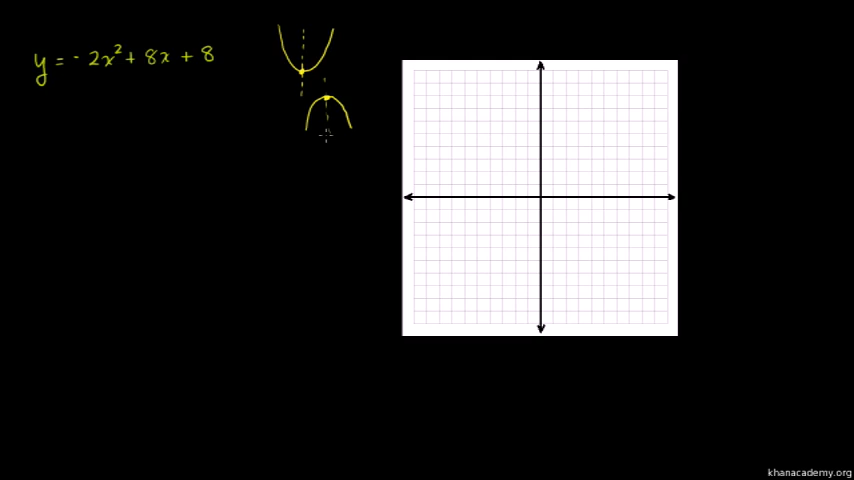 y = - 2x² + 8x + 8
khanacademy.org